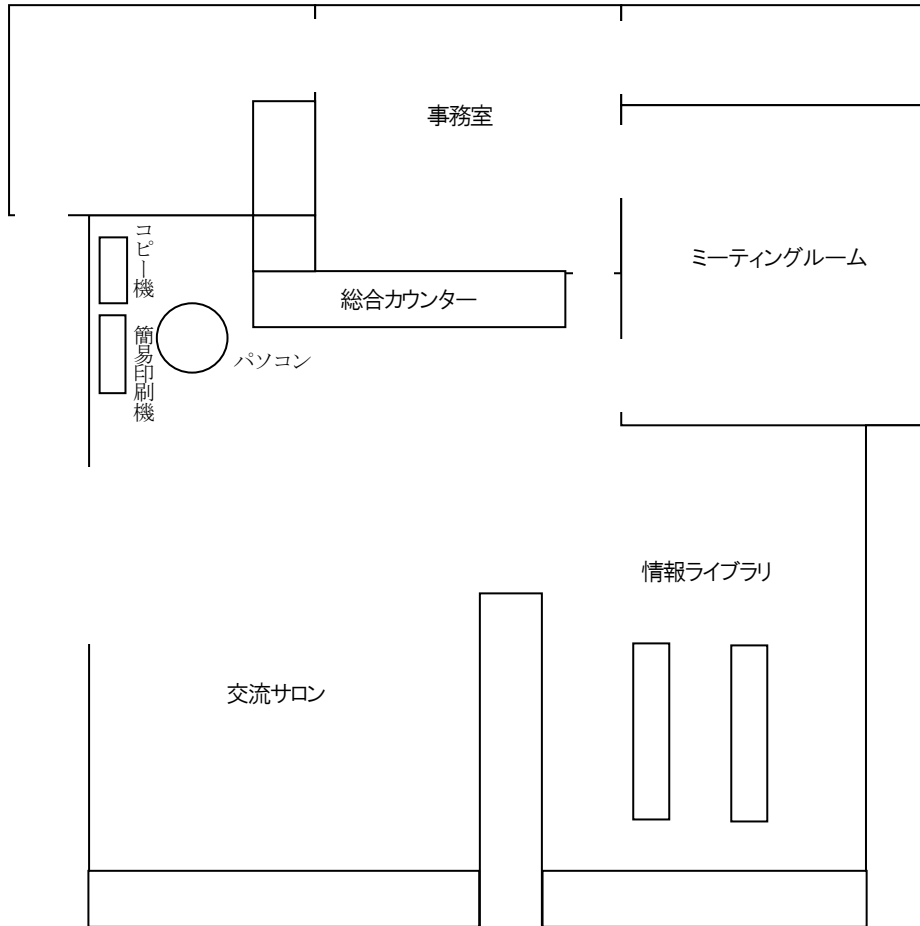 事務室
コピー機
ミーティングルーム
総合カウンター
簡易印刷機
パソコン
情報ライブラリ
交流サロン